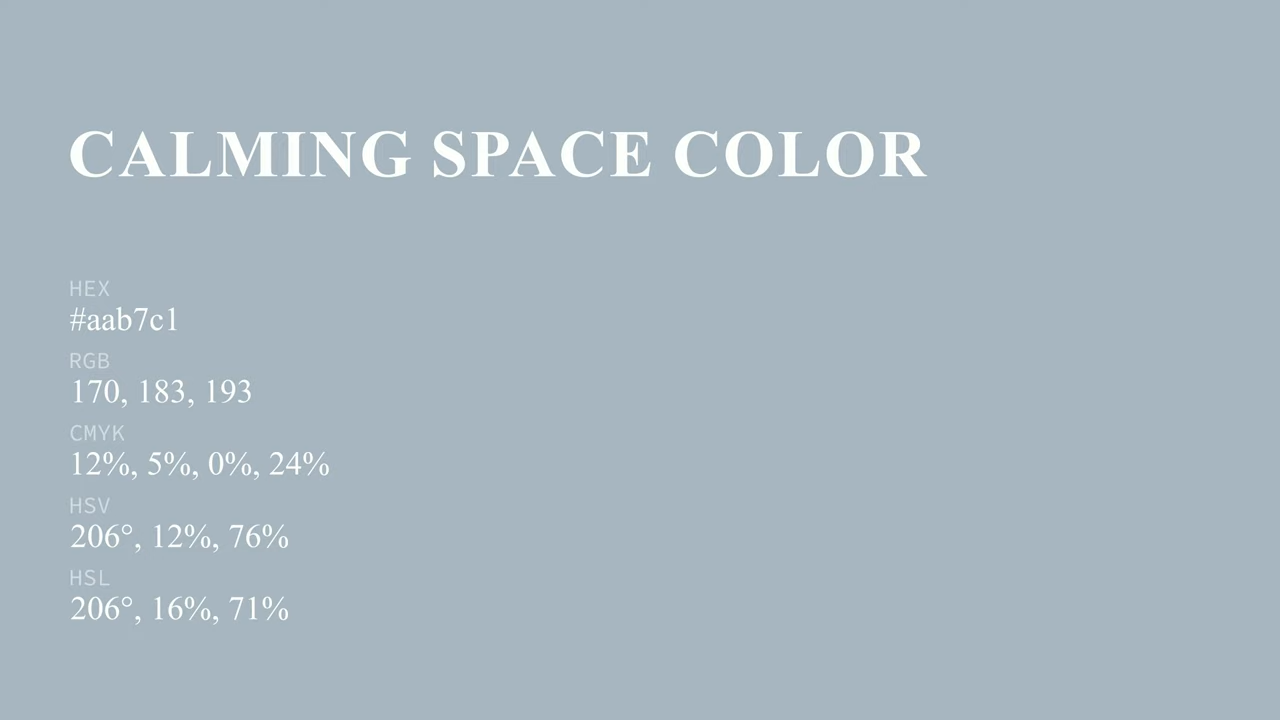 CALMING SPACE COLOR
HEX
#aab7c1
RGB
170, 183, 193
CMYK
12%, 5%, 0%, 24%
HSV
206°, 12%, 76%
HSL
206°, 16%, 71%